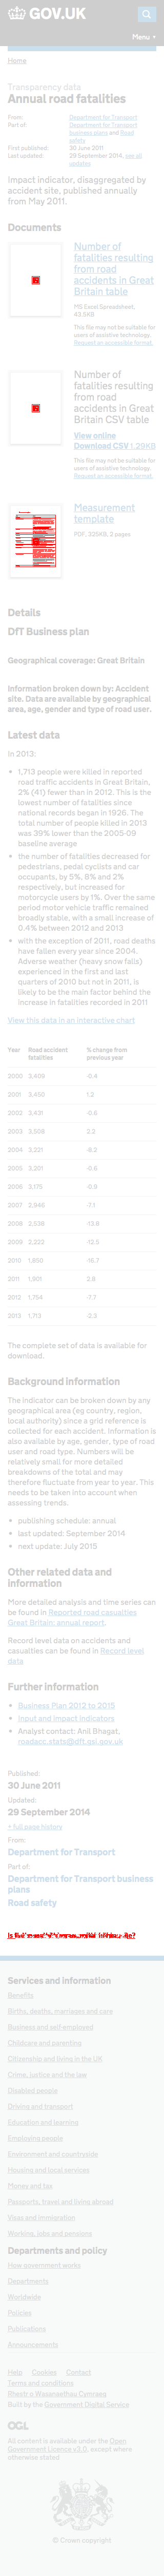 GOV.UK
Menu
Home
Transparency data
Annual road fatalities
From: Department for Transport
Part of: Department for Transport
business plans and Road
safety
First published: 30 June 2011
Last updated: 29 September 2014, see all
updates
Impact indicator, disaggregated by
accident site, published annually
from May 2011.
Documents
Number of
fatalities resulting
from road
accidents in Great
Britain table
MS Excel Spreadsheet,
43.5KB
This file may not be suitable for
users of assistive technology.
Request an accessible format.
Number of
fatalities resulting
from road
accidents in Great
Britain CSV table
View online
Download CSV 1.29KB
This file may not be suitable for
users of assistive technology.
Request an accessible format.
Measurement
template
PDF, 325KB, 2 pages
Details
DfT Business plan
Geographical coverage: Great Britain
Information broken down by: Accident
site. Data are available by geographical
area, age, gender and type of road user.
Latest data
In 2013:
1,713 people were killed in reported
road traffic accidents in Great Britain,
2% (41) fewer than in 2012. This is
the lowest number of fatalities since
national records began in 1926. The
total number of people killed in 2013
was 39% lower than the 2005-09
baseline average
the number of fatalities decreased for
pedestrians, pedal cyclists and car
occupants, by 5%, 8% and 2%
respectively, but increased for
motorcycle users by 1%. Over the same
period motor vehicle traffic remained
broadly stable, with a small increase of
0.4% between 2012 and 2013
with the exception of 2011, road deaths
have fallen every year since 2004.
Adverse weather (heavy snow falls)
experienced in the first and last
quarters of 2010 but not in 2011, is
likely to be the main factor behind the
increase in fatalities recorded in 2011
View this data in an interactive chart
Year Road accident fatalities % change from previous year
2000 3,409 -0.4
2001 3,450 1.2
2002 3,431 -0.6
2003 3,508 2.2
2004 3,221 -8.2
2005 3,201 -0.6
2006 3,172 -0.9
2007 2,946 -7.1
2008 2,538 -13.8
2009 2,222 -12.5
2010 1,850 -16.7
2011 1,901 2.8
2012 1,754 -7.7
2013 1,713 -2.3
The complete set of data is available for
download.
Background information
The indicator can be broken down by any
geographical area (eg country, region,
local authority) since a grid reference is
collected for each accident. Information is
also available by age, gender, type of road
user and road type. Numbers will be
relatively small for far more detailed
breakdowns and the total and may
therefore fluctuate from year to year. This
needs to be taken into account when
assessing trends.
publishing schedule: annual
last updated: September 2014
next update: July 2015
Other related data and
information
More detailed analysis and time series can
be found in Reported road casualties
Great Britain: annual report.
Record level data on accidents and
casualties can be found in Record level
data
Further information
Business Plan 2012 to 2015
Input and impact indicators
Analyst contact: Anil Bhagat,
roadacc.stats@dft.gsi.gov.uk
Published:
30 June 2011
Updated:
29 September 2014
+ full page history
From:
Department for Transport
Part of:
Department for Transport business
plans
Road safety
Services and information
Benefits
Births, deaths, marriages and care
Business and self-employed
Childcare and parenting
Citizenship and living in the UK
Crime, justice and the law
Disabled people
Driving and transport
Education and learning
Employing people
Environment and countryside
Housing and local services
Money and tax
Passports, travel and living abroad
Visas and immigration
Working, jobs and pensions
Departments and policy
How government works
Departments
Worldwide
Policies
Publications
Announcements
Help Cookies Contact
Terms and conditions
Rhestr o Wasanaethau Cymraeg
Built by the Government Digital Service
OGL
All content is available under the Open
Government Licence v3.0, except where
otherwise stated
© Crown copyright